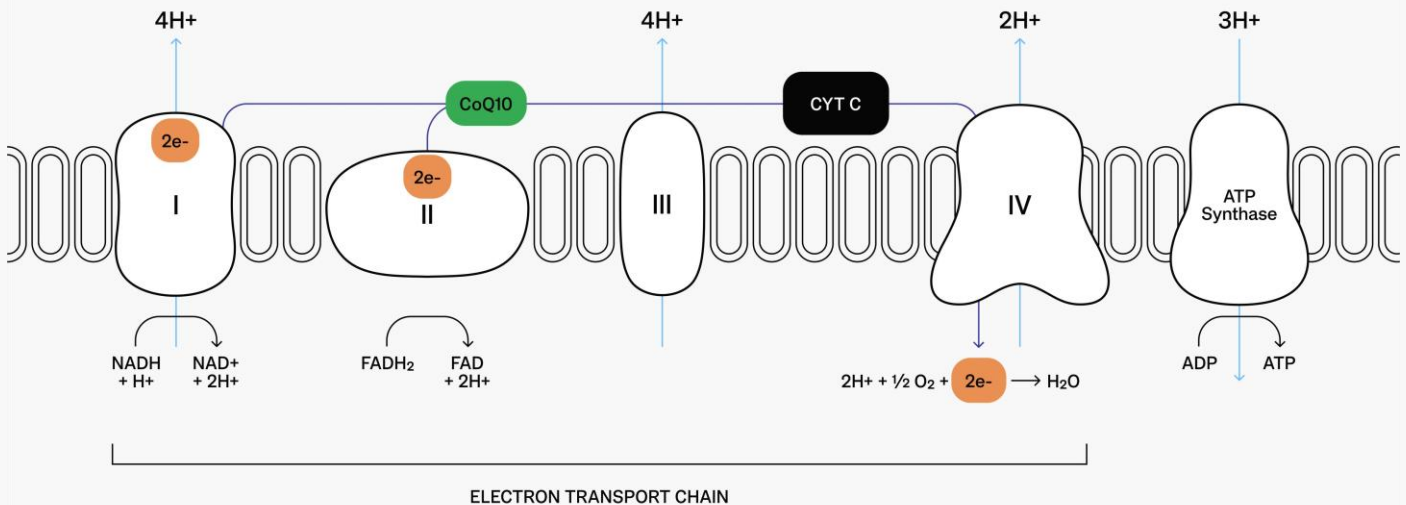 4H+
4H+
2H+
3H+
CoQ10
CYT C
2e-
2e-
I
II
III
IV
ATP
Synthase
NADH
+ H+
NAD+
+ 2H+
FADH₂
FAD
+ 2H+
2H+ + ½ O₂ + 2e- → H₂O
ADP
ATP
ELECTRON TRANSPORT CHAIN